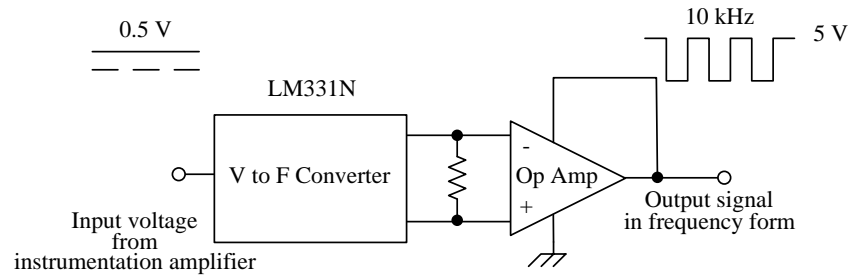 10 kHz
0.5 V
5 V
LM331N
V to F Converter
-
Op Amp
+
Input voltage
from
instrumentation amplifier
Output signal
in frequency form